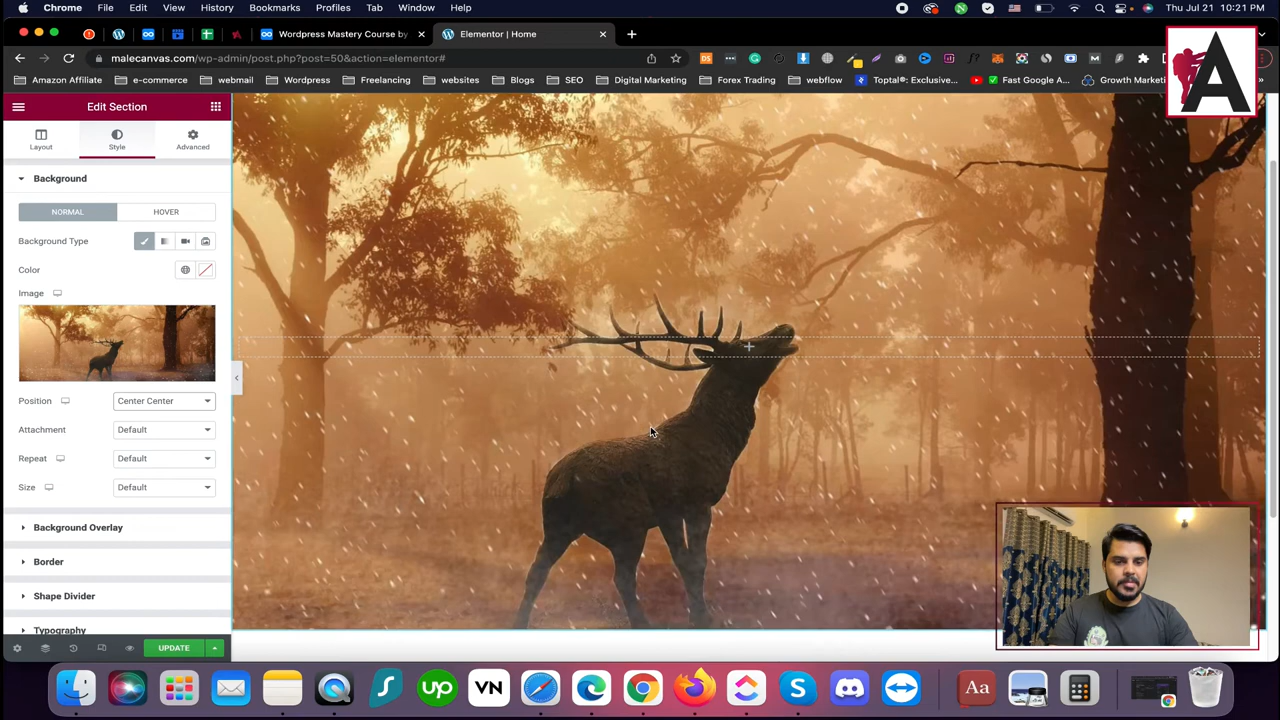 Chrome File Edit View History Bookmarks Profiles Tab Window Help Thu Jul 21 10:21 PM
Wordpress Mastery Course by Elementor | Home
malecanvas.com/wp-admin/post.php?post=50&action=elementor#
Amazon Affiliate e-commerce webmail Wordpress Freelancing websites Blogs SEO Digital Marketing Forex Trading webflow Toptal®: Exclusive... Fast Google A... Growth Marketi
A
Edit Section
Layout Style Advanced
Background
NORMAL HOVER
Background Type
Color
Image
Position Center Center
Attachment Default
Repeat Default
Size Default
Background Overlay
Border
Shape Divider
Typography
UPDATE
up VN S Aa